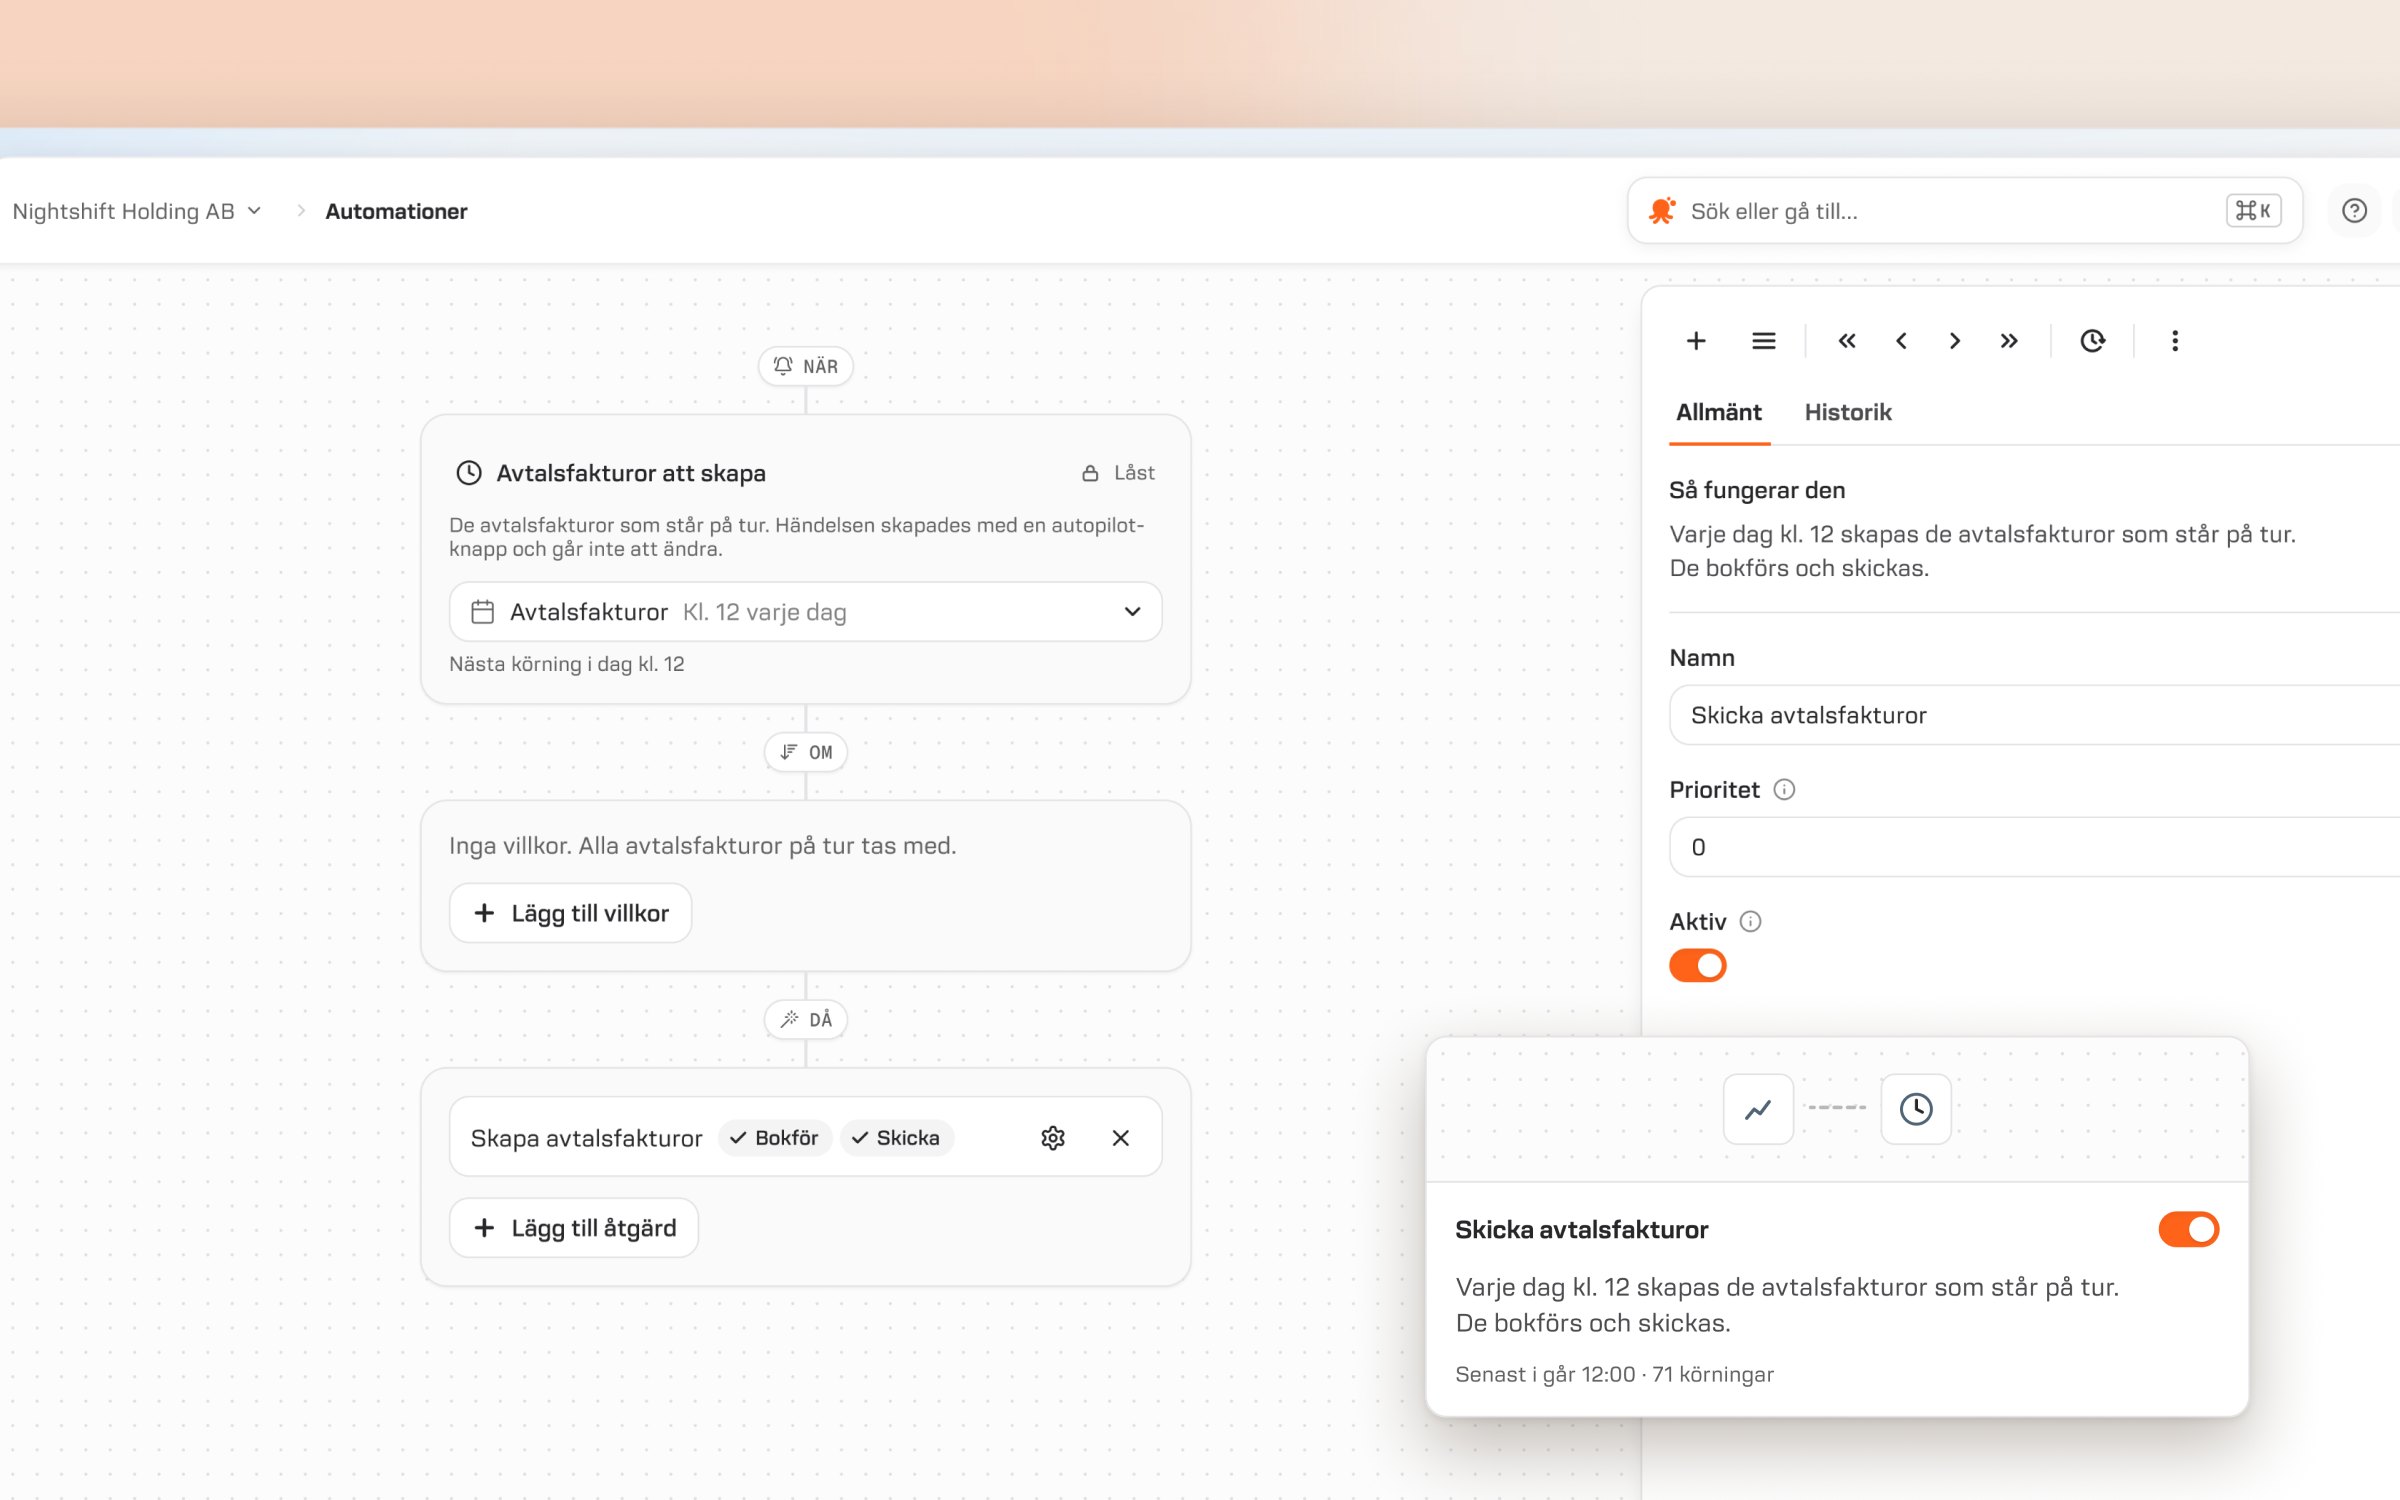 Nightshift Holding AB
Automationer
Sök eller gå till...
⌘K
NÄR
Avtalsfakturor att skapa
Låst
De avtalsfakturor som står på tur. Händelsen skapades med en autopilot-
knapp och går inte att ändra.
Avtalsfakturor Kl. 12 varje dag
Nästa körning i dag kl. 12
OM
Inga villkor. Alla avtalsfakturor på tur tas med.
Lägg till villkor
DÅ
Skapa avtalsfakturor Bokför Skicka
Lägg till åtgärd
Allmänt
Historik
Så fungerar den
Varje dag kl. 12 skapas de avtalsfakturor som står på tur.
De bokförs och skickas.
Namn
Skicka avtalsfakturor
Prioritet
0
Aktiv
Skicka avtalsfakturor
Varje dag kl. 12 skapas de avtalsfakturor som står på tur.
De bokförs och skickas.
Senast i går 12:00 · 71 körningar